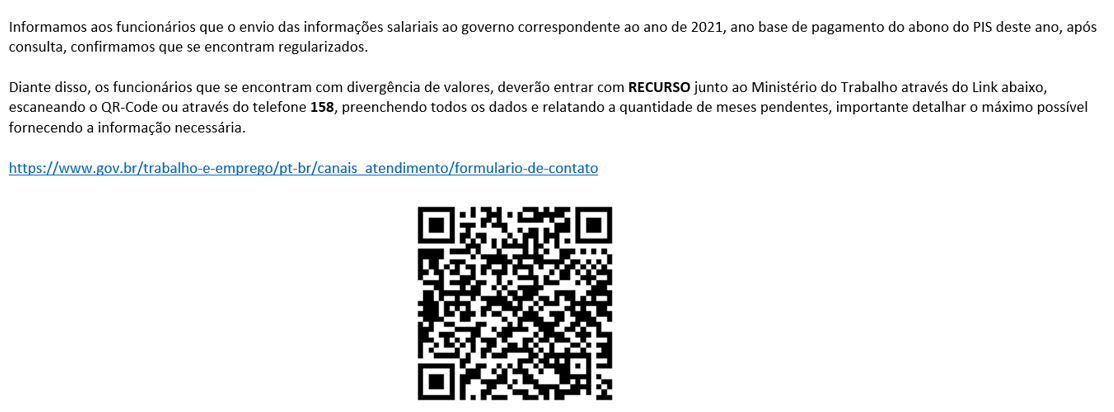 Informamos aos funcionários que o envio das informações salariais ao governo correspondente ao ano de 2021, ano base de pagamento do abono do PIS deste ano, após
consulta, confirmamos que se encontram regularizados.
Diante disso, os funcionários que se encontram com divergência de valores, deverão entrar com RECURSO junto ao Ministério do Trabalho através do Link abaixo,
escaneando o QR-Code ou através do telefone 158, preenchendo todos os dados e relatando a quantidade de meses pendentes, importante detalhar o máximo possível
fornecendo a informação necessária.
https://www.gov.br/trabalho-e-emprego/pt-br/canais_atendimento/formulario-de-contato